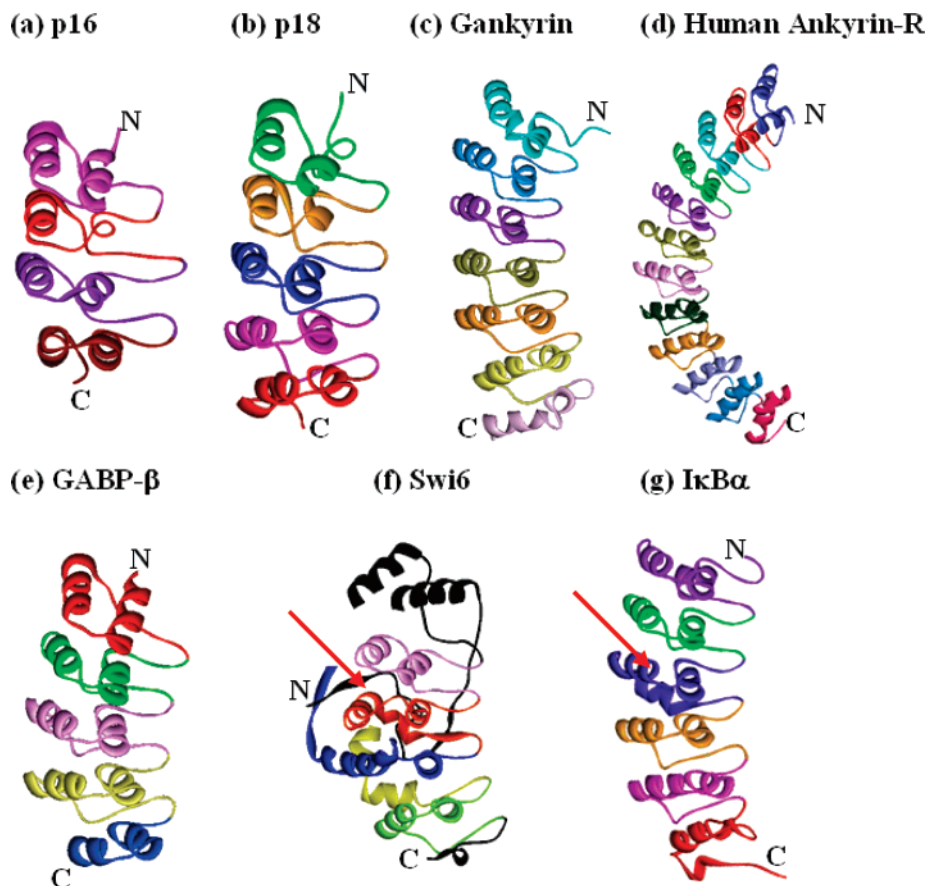 (a) p16 (b) p18 (c) Gankyrin (d) Human Ankyrin-R
N N N N
C C C C
(e) GABP-β (f) Swi6 (g) IκBα
N N N
C C C